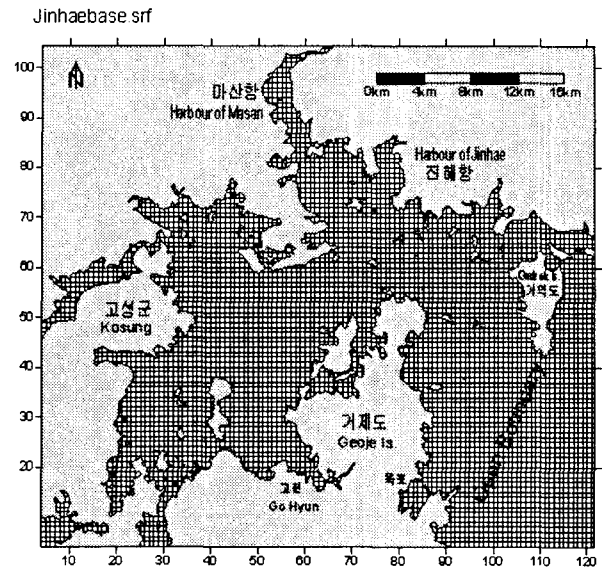 Jinhaebase.srf
마산항
Harbour of Masan
0km 4km 8km 12km 16km
Harbour of Jinhae
진해항
고성군
Kosung
거제도
Geoje Is.
고현
Go Hyun
100
90
80
70
60
50
40
30
20
10 20 30 40 50 60 70 80 90 100 110 120